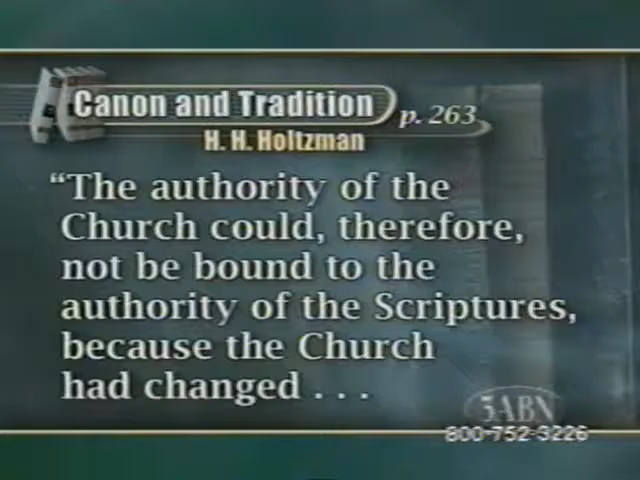 Canon and Tradition
p. 263
H. H. Holtzman
“The authority of the
Church could, therefore,
not be bound to the
authority of the Scriptures,
because the Church
had changed . . .
3ABN
800-752-3226